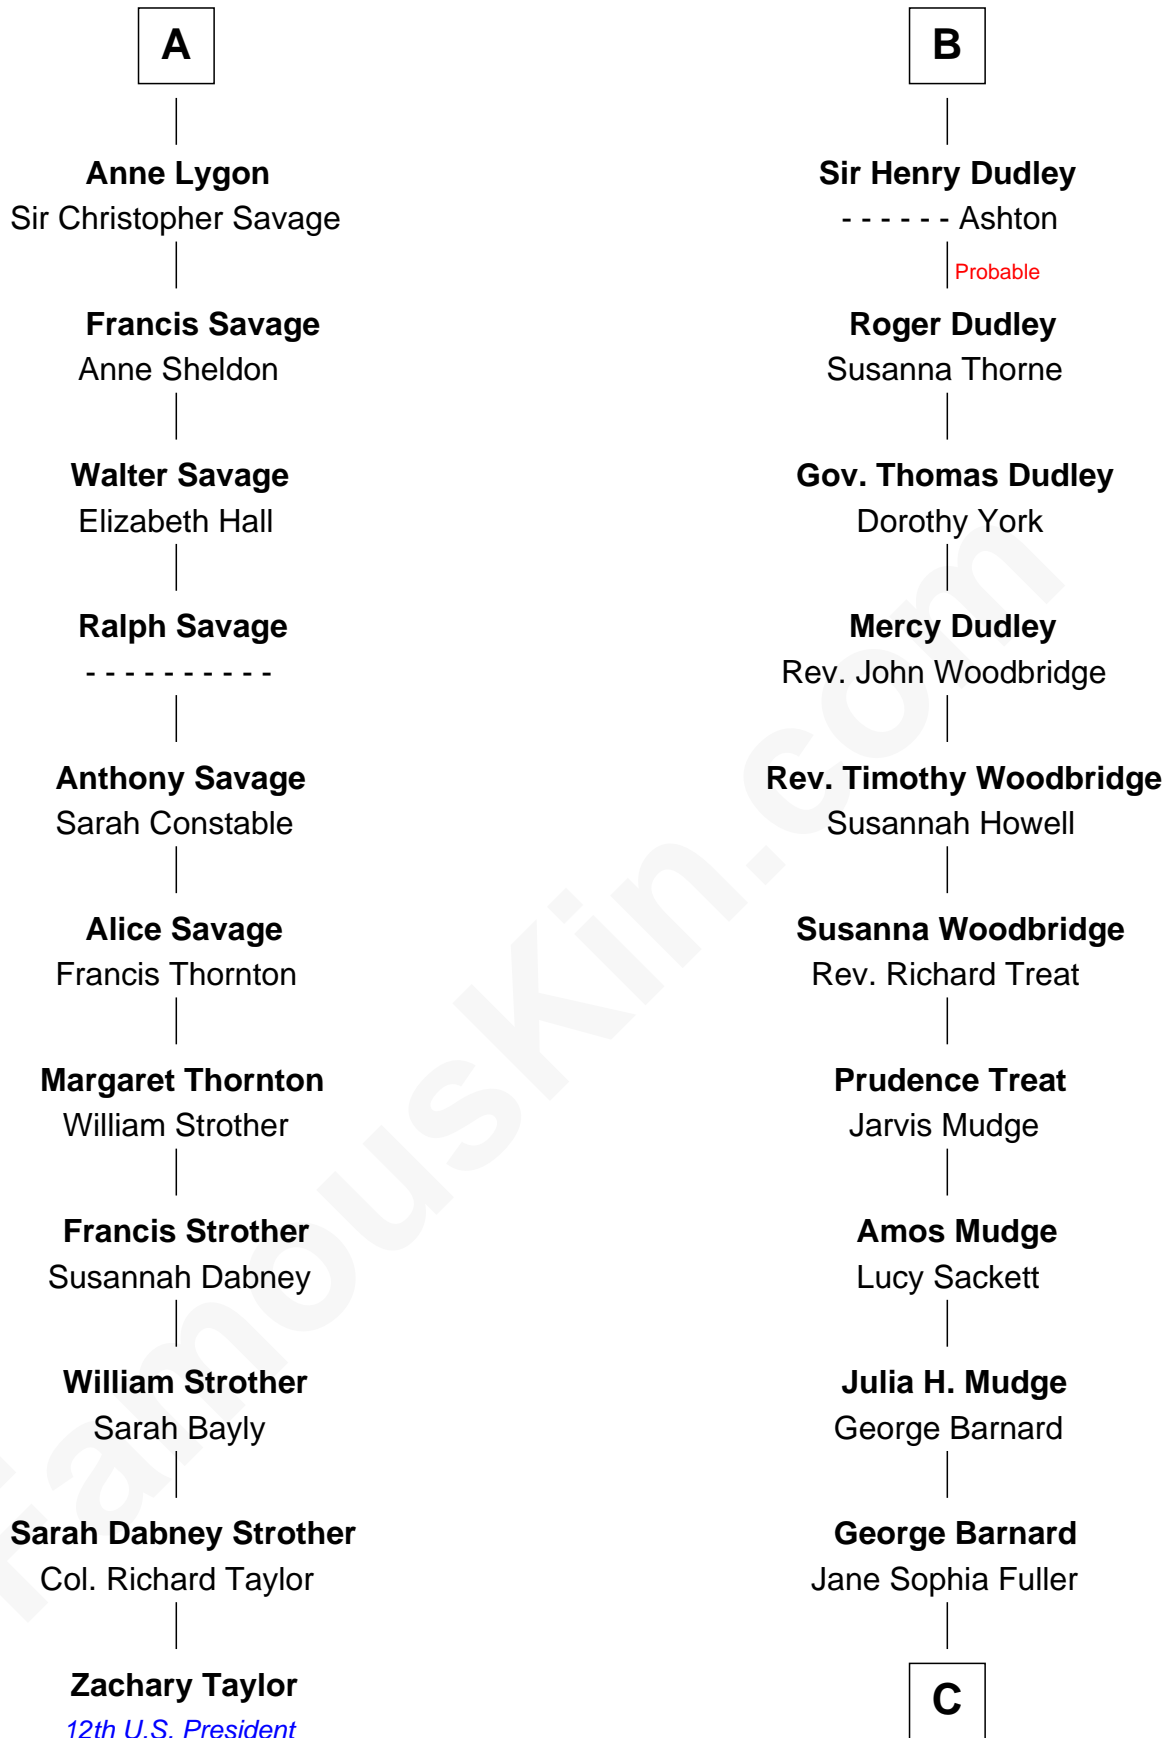 A
Anne Lygon
Sir Christopher Savage
Francis Savage
Anne Sheldon
Walter Savage
Elizabeth Hall
Ralph Savage
- - - - - - - - - -
Anthony Savage
Sarah Constable
Alice Savage
Francis Thornton
Margaret Thornton
William Strother
Francis Strother
Susannah Dabney
William Strother
Sarah Bayly
Sarah Dabney Strother
Col. Richard Taylor
Zachary Taylor
12th U.S. President
B
Sir Henry Dudley
- - - - - - Ashton
Probable
Roger Dudley
Susanna Thorne
Gov. Thomas Dudley
Dorothy York
Mercy Dudley
Rev. John Woodbridge
Rev. Timothy Woodbridge
Susannah Howell
Susanna Woodbridge
Rev. Richard Treat
Prudence Treat
Jarvis Mudge
Amos Mudge
Lucy Sackett
Julia H. Mudge
George Barnard
George Barnard
Jane Sophia Fuller
C
famouskin.com